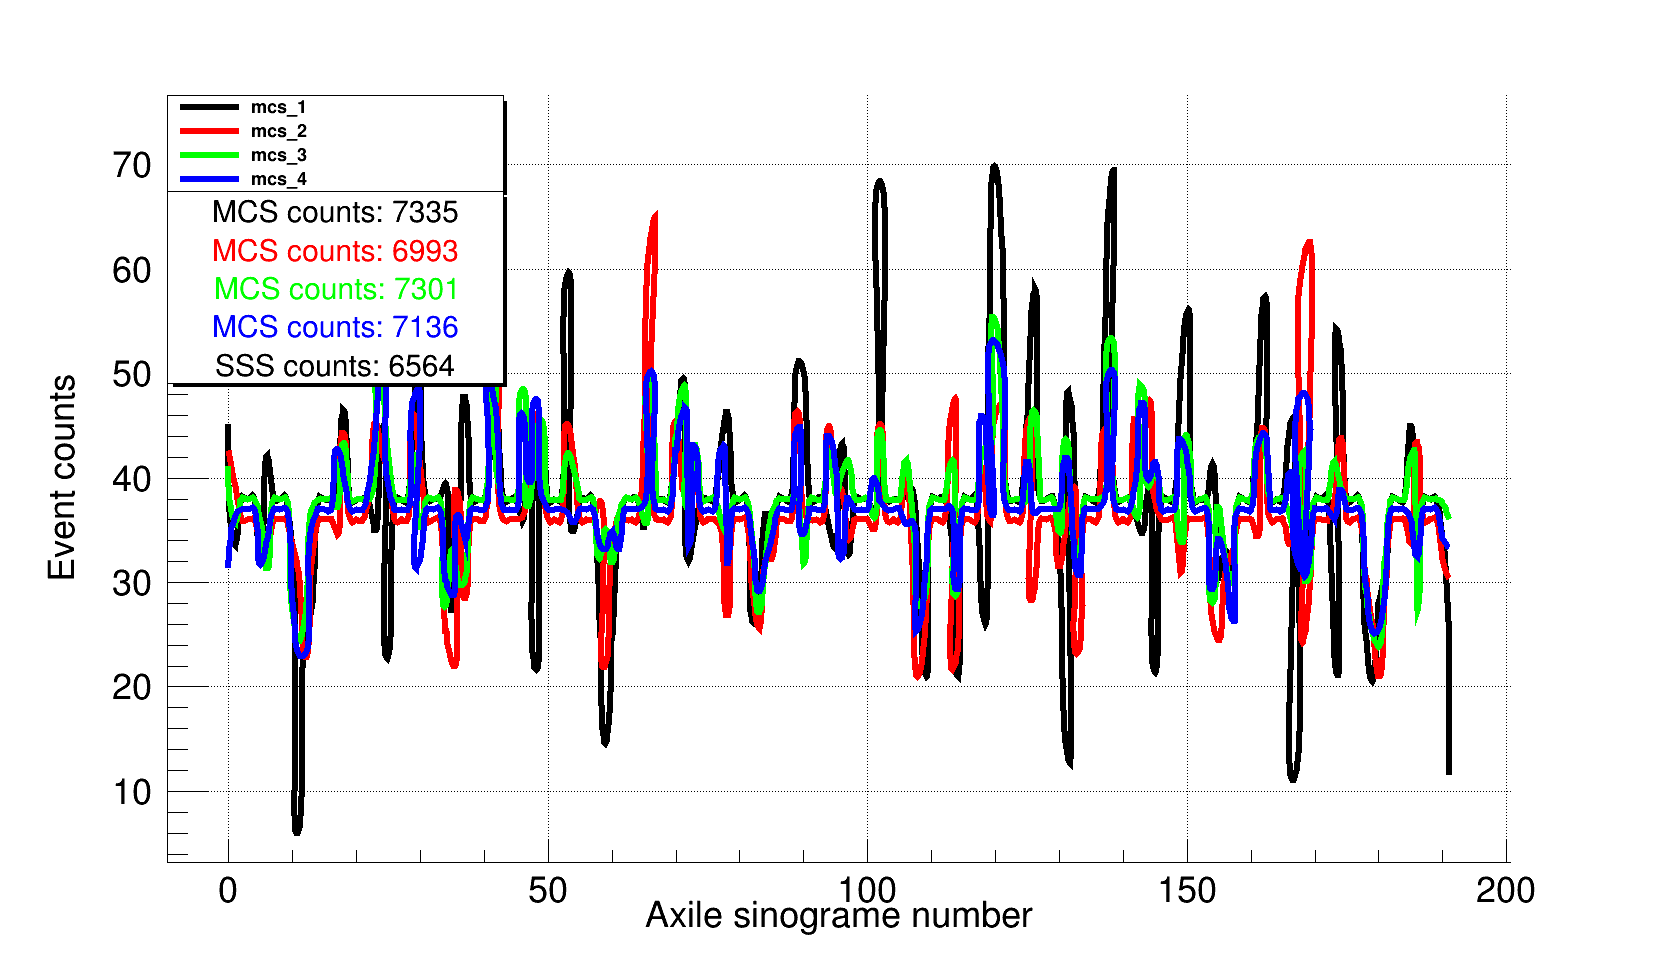 mcs_1
mcs_2
mcs_3
mcs_4
MCS counts: 7335
MCS counts: 6993
MCS counts: 7301
MCS counts: 7136
SSS counts: 6564
70
60
50
40
30
20
10
Event counts
0 50 100 150 200
Axile sinograme number